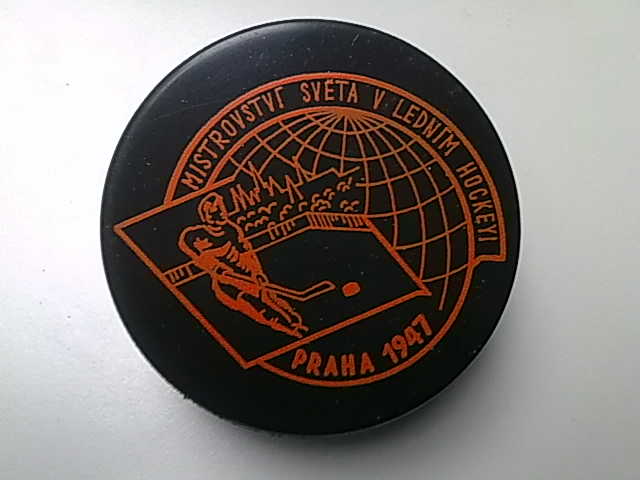 MISTROVSTVÍ SVĚTA V LEDNÍM HOCKEYI
PRAHA 1947